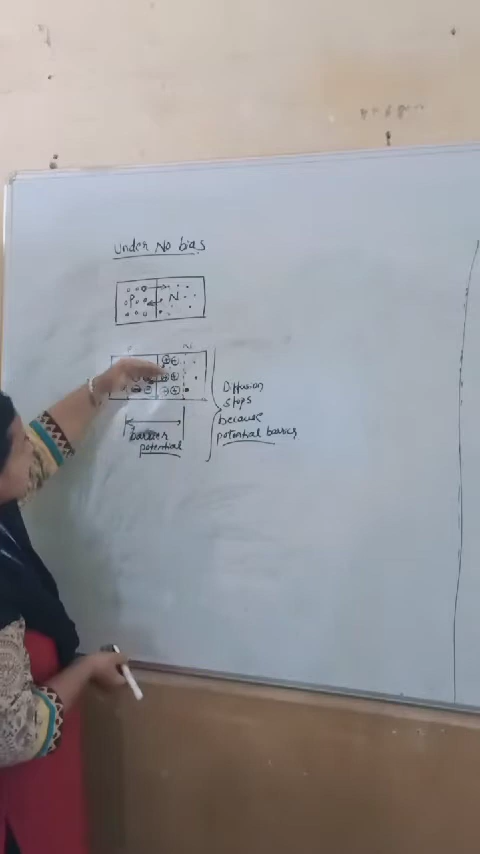 Under No bias
P N
N
Diffusion
stops
because
potential barrier
barrier
potential